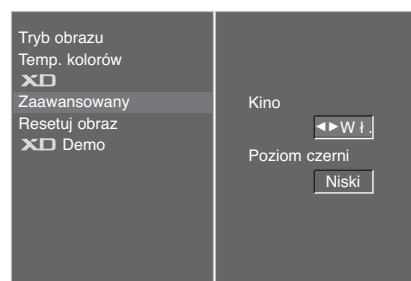 Tryb obrazu
Temp. kolorów
XD
Zaawansowany
Resetuj obraz
XD Demo
Kino
◄►W ł .
Poziom czerni
Niski